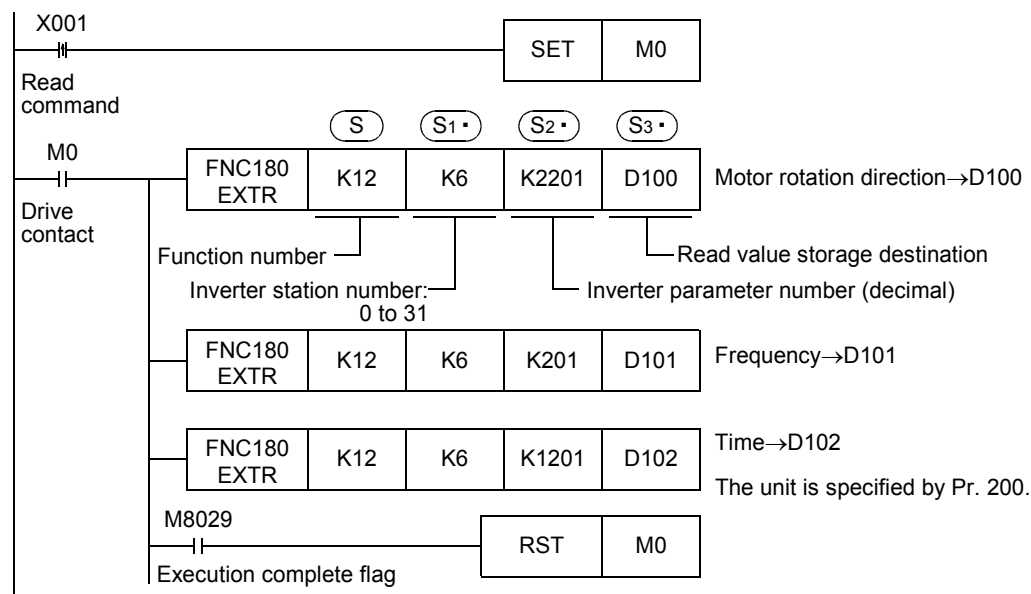 X001
SET M0
Read
command
S S1▪ S2▪ S3▪
M0
FNC180
EXTR K12 K6 K2201 D100 Motor rotation direction→D100
Drive
contact
Function number Read value storage destination
Inverter station number: Inverter parameter number (decimal)
0 to 31
FNC180
EXTR K12 K6 K201 D101 Frequency→D101
FNC180
EXTR K12 K6 K1201 D102 Time→D102
The unit is specified by Pr. 200.
M8029
RST M0
Execution complete flag